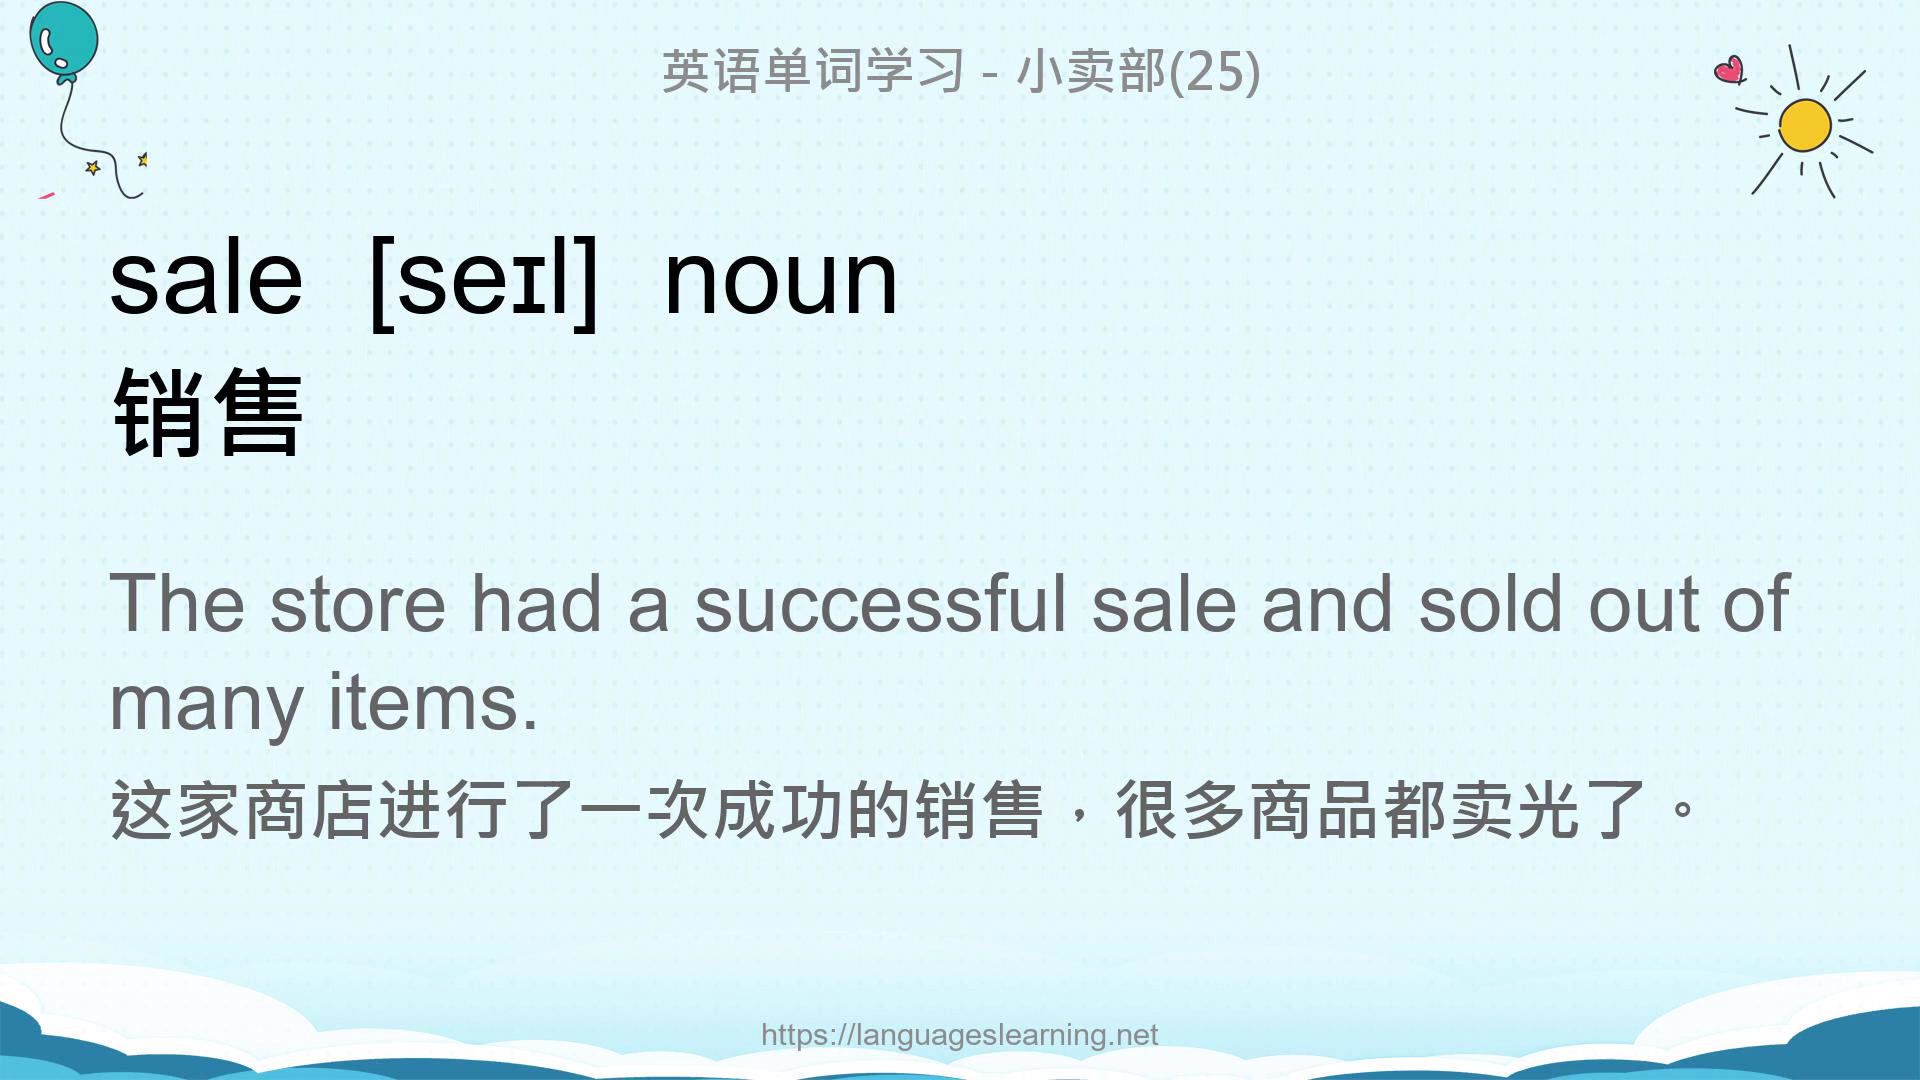 英语单词学习 - 小卖部(25)
sale [seɪl] noun
销售
The store had a successful sale and sold out of
many items.
这家商店进行了一次成功的销售，很多商品都卖光了。
https://languageslearning.net